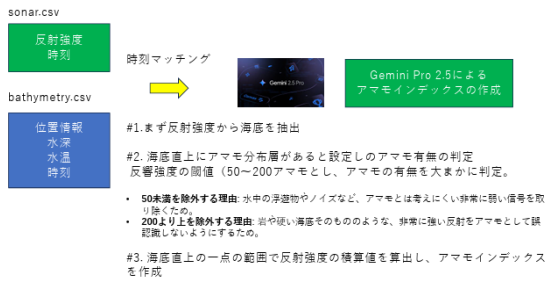 sonar.csv
反射強度
時刻
時刻マッチング
Gemini 2.5 Pro
Gemini Pro 2.5による
アマモインデックスの作成
bathymetry.csv
位置情報
水深
水温
時刻
#1.まず反射強度から海底を抽出
#2. 海底直上にアマモ分布層があると設定しのアマモ有無の判定
反響強度の閾値（50～200アマモとし、アマモの有無を大まかに判定。
• 50未満を除外する理由: 水中の浮遊物やノイズなど、アマモとは考えにくい非常に弱い信号を取
り除くため。
• 200より上を除外する理由: 岩や硬い海底そのもののような、非常に強い反射をアマモとして誤
認識しないようにするため。
#3. 海底直上の一点の範囲で反射強度の積算値を算出し、アマモインデックス
を作成